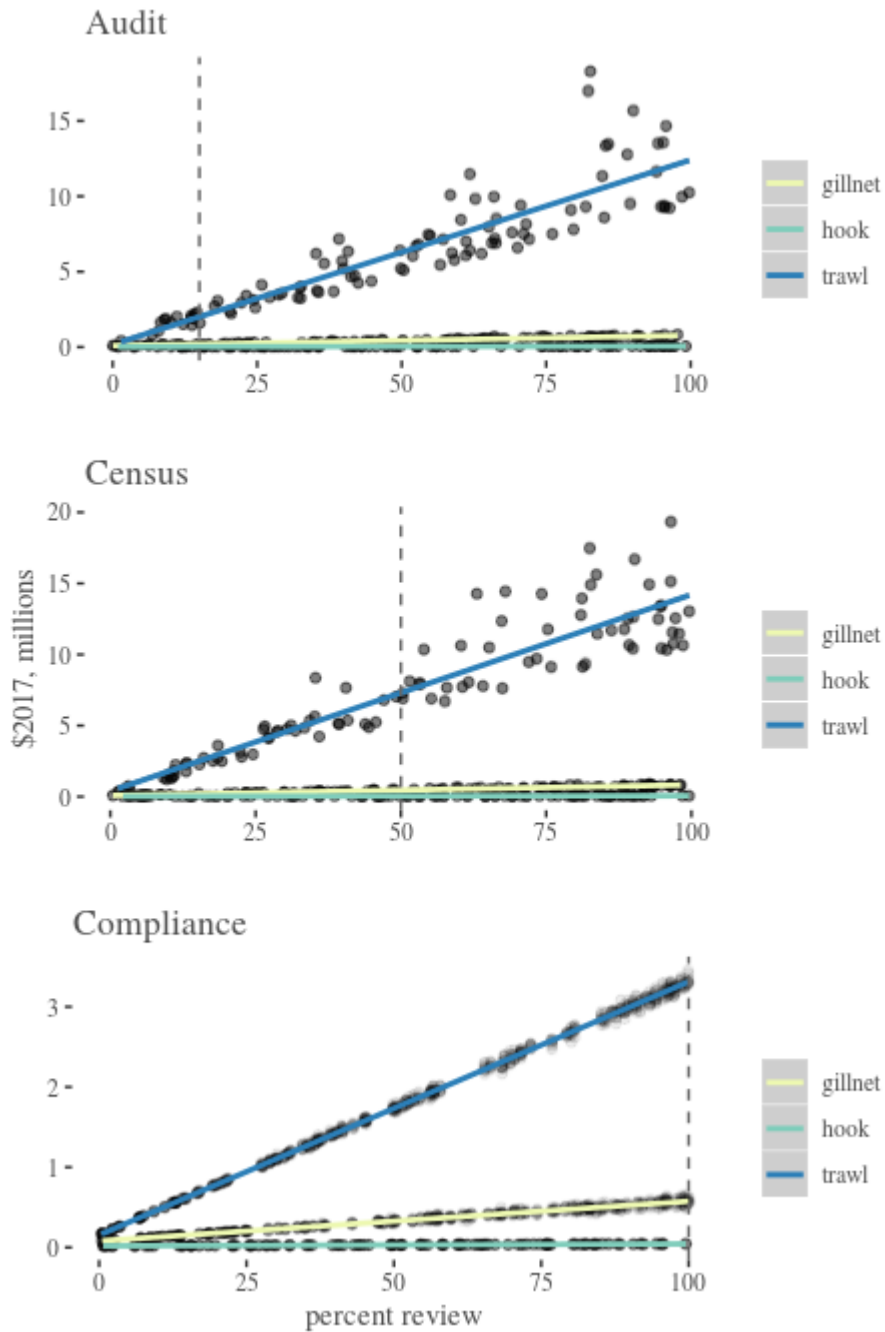 Audit
15
10
5
0
0 25 50 75 100
gillnet
hook
trawl
Census
$2017, millions
20
15
10
5
0
0 25 50 75 100
gillnet
hook
trawl
Compliance
3
2
1
0
0 25 50 75 100
percent review
gillnet
hook
trawl